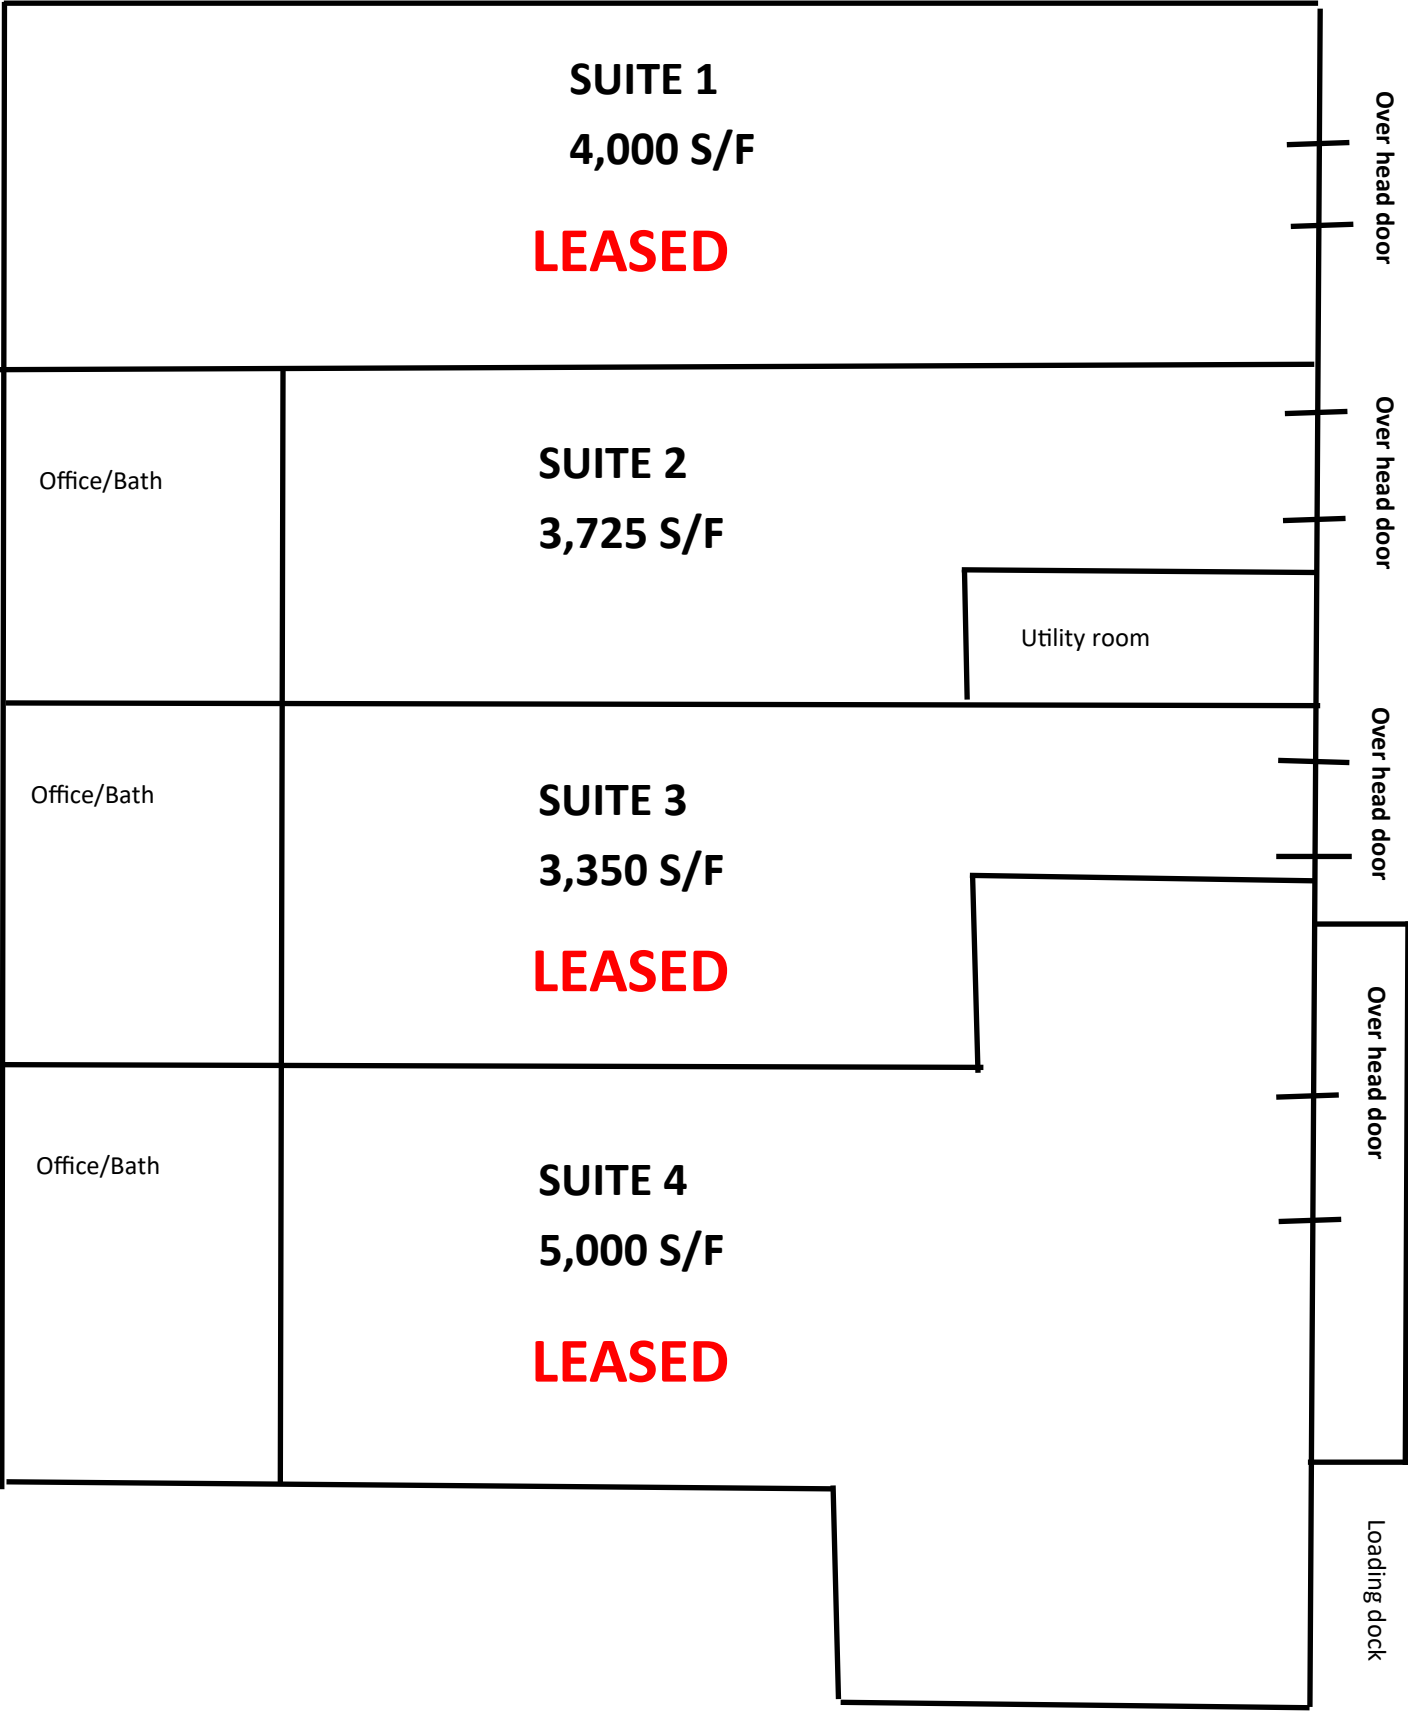 SUITE 1
4,000 S/F
LEASED
Over head door
Office/Bath
SUITE 2
3,725 S/F
Over head door
Utility room
Office/Bath
SUITE 3
3,350 S/F
LEASED
Over head door
Office/Bath
SUITE 4
5,000 S/F
LEASED
Over head door
Loading dock